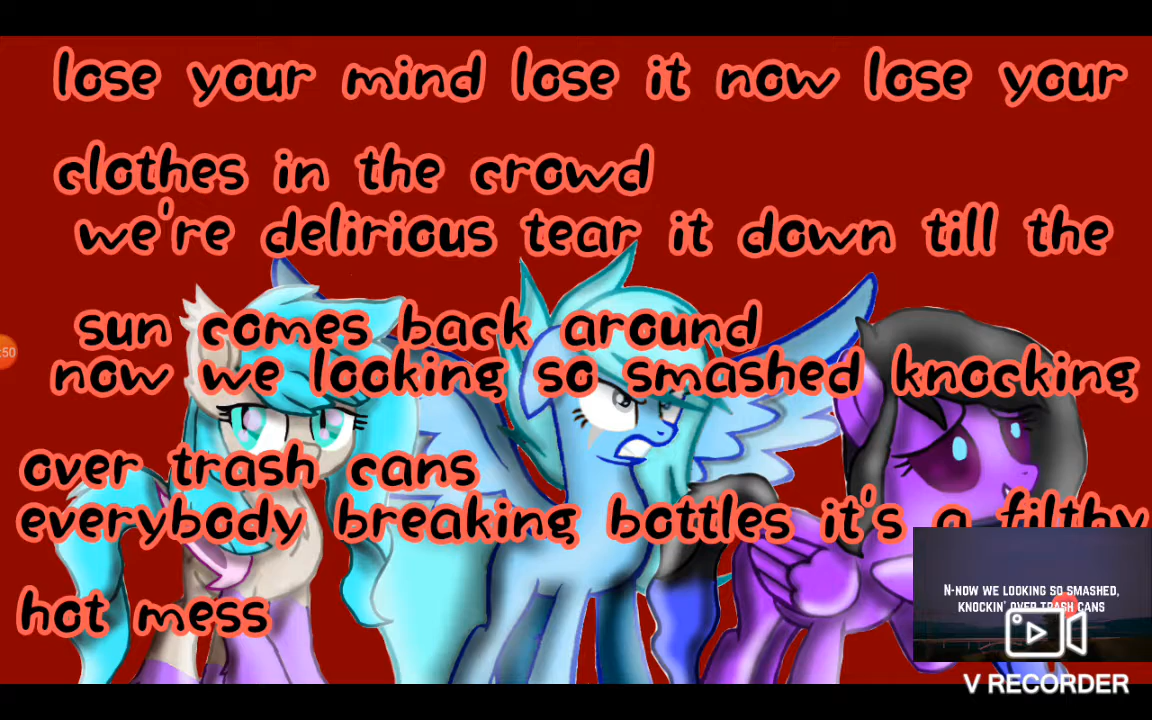 lose your mind lose it now lose your
clothes in the crowd
we're delirious tear it down till the
sun comes back around
now we looking so smashed knocking
over trash cans
everybody breaking bottles it's a filthy
hot mess
:50
N-NOW WE LOOKING SO SMASHED,
KNOCKIN' OVER TRASH CANS
V RECORDER